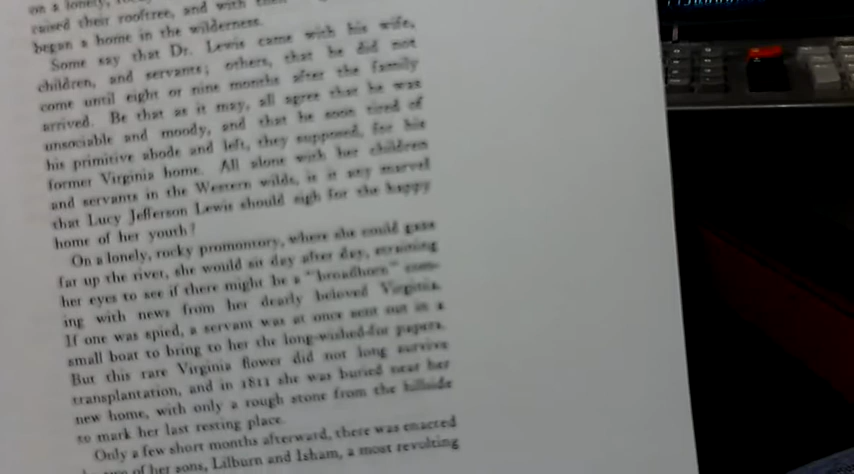 on a lonely,
raised their rooftree, and with
began a home in the wilderness.
Some say that Dr. Lewis came with his wife,
children, and servants; others, that he did not
come until eight or nine months after the family
arrived. Be that as it may, all agree that he was
unsociable and moody, and that he soon tired of
his primitive abode and left, they supposed, for his
former Virginia home. All alone with her children
and servants in the Western wilds, is it any marvel
that Lucy Jefferson Lewis should sigh for the happy
home of her youth?
On a lonely, rocky promontory, where she could gaze
far up the river, she would sit day after day, straining
her eyes to see if there might be a "broadhorn" com-
ing with news from her dearly beloved Virginia.
If one was spied, a servant was at once sent out in a
small boat to bring to her the long-wished-for papers.
But this rare Virginia flower did not long survive
transplantation, and in 1811 she was buried near her
new home, with only a rough stone from the hillside
to mark her last resting place.
Only a few short months afterward, there was enacted
by two of her sons, Lilburn and Isham, a most revolting